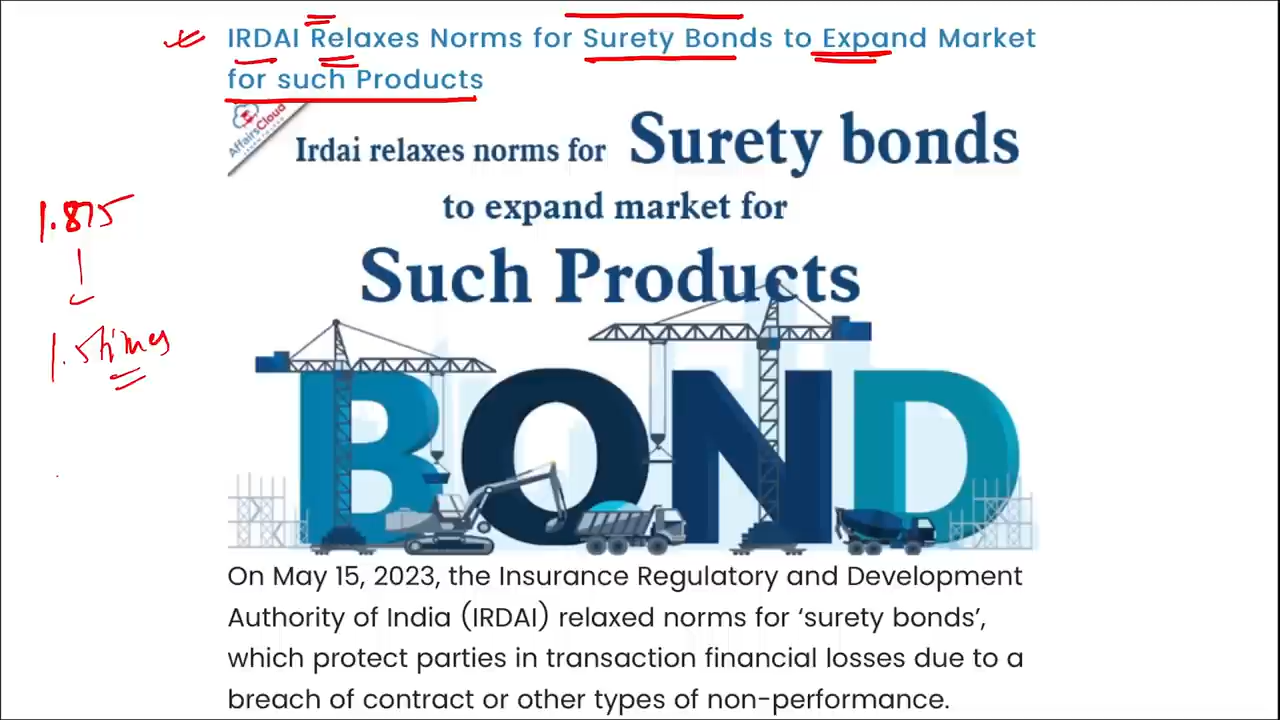 IRDAI Relaxes Norms for Surety Bonds to Expand Market
for such Products
AffairsCloud
Irdai relaxes norms for Surety bonds
to expand market for
Such Products
1.875
1.5times
BOND
On May 15, 2023, the Insurance Regulatory and Development
Authority of India (IRDAI) relaxed norms for ‘surety bonds’,
which protect parties in transaction financial losses due to a
breach of contract or other types of non-performance.